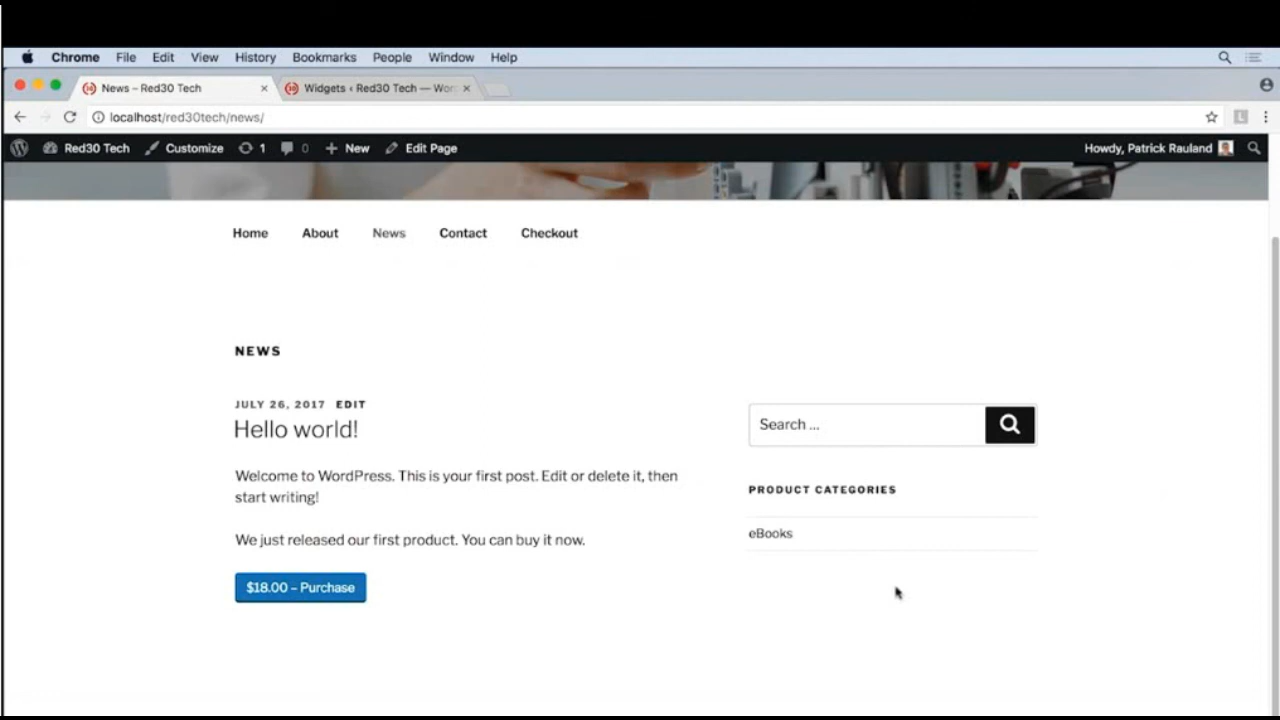 Chrome File Edit View History Bookmarks People Window Help
News – Red30 Tech × Widgets ‹ Red30 Tech — Wor ×
localhost/red30tech/news/
Red30 Tech Customize 1 0 New Edit Page Howdy, Patrick Rauland
Home About News Contact Checkout
NEWS
JULY 26, 2017 EDIT
Hello world!
Search ...
Welcome to WordPress. This is your first post. Edit or delete it, then
start writing!
PRODUCT CATEGORIES
eBooks
We just released our first product. You can buy it now.
$18.00 – Purchase